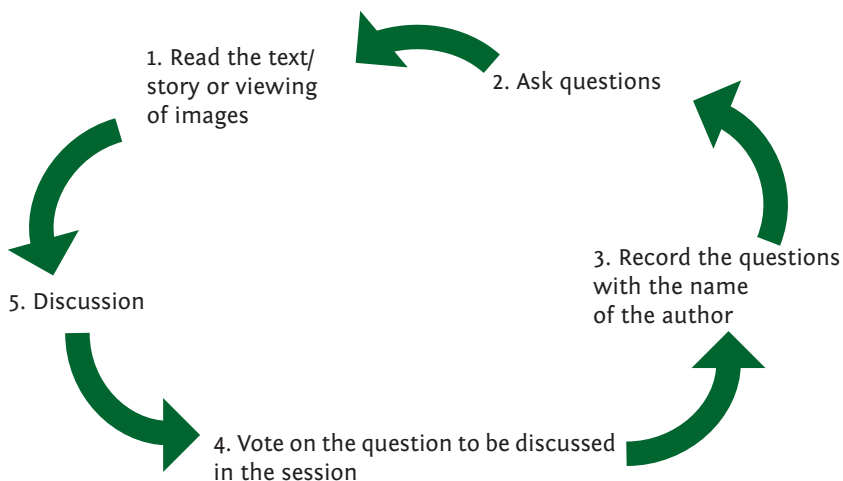 1. Read the text/
story or viewing
of images
2. Ask questions
3. Record the questions
with the name
of the author
4. Vote on the question to be discussed
in the session
5. Discussion